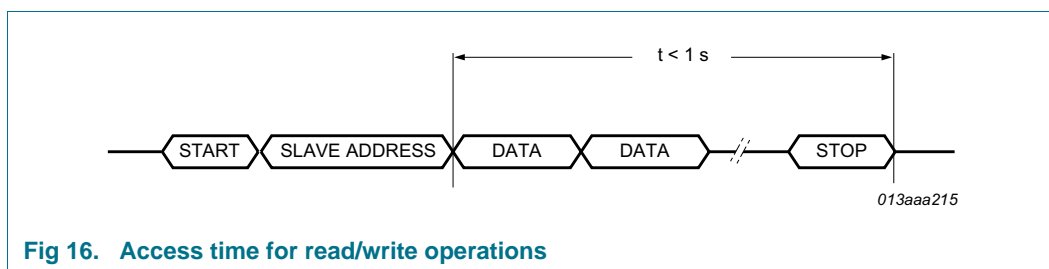 t < 1 s
START SLAVE ADDRESS DATA DATA STOP
013aaa215
Fig 16. Access time for read/write operations